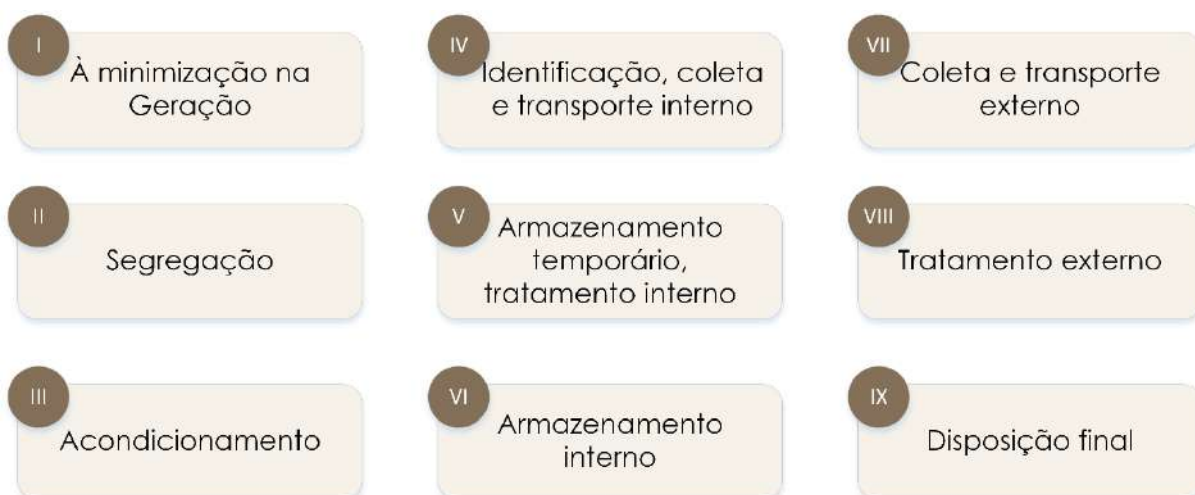 I
À minimização na
Geração
II
Segregação
III
Acondicionamento
IV
Identificação, coleta
e transporte interno
V
Armazenamento
temporário,
tratamento interno
VI
Armazenamento
interno
VII
Coleta e transporte
externo
VIII
Tratamento externo
IX
Disposição final